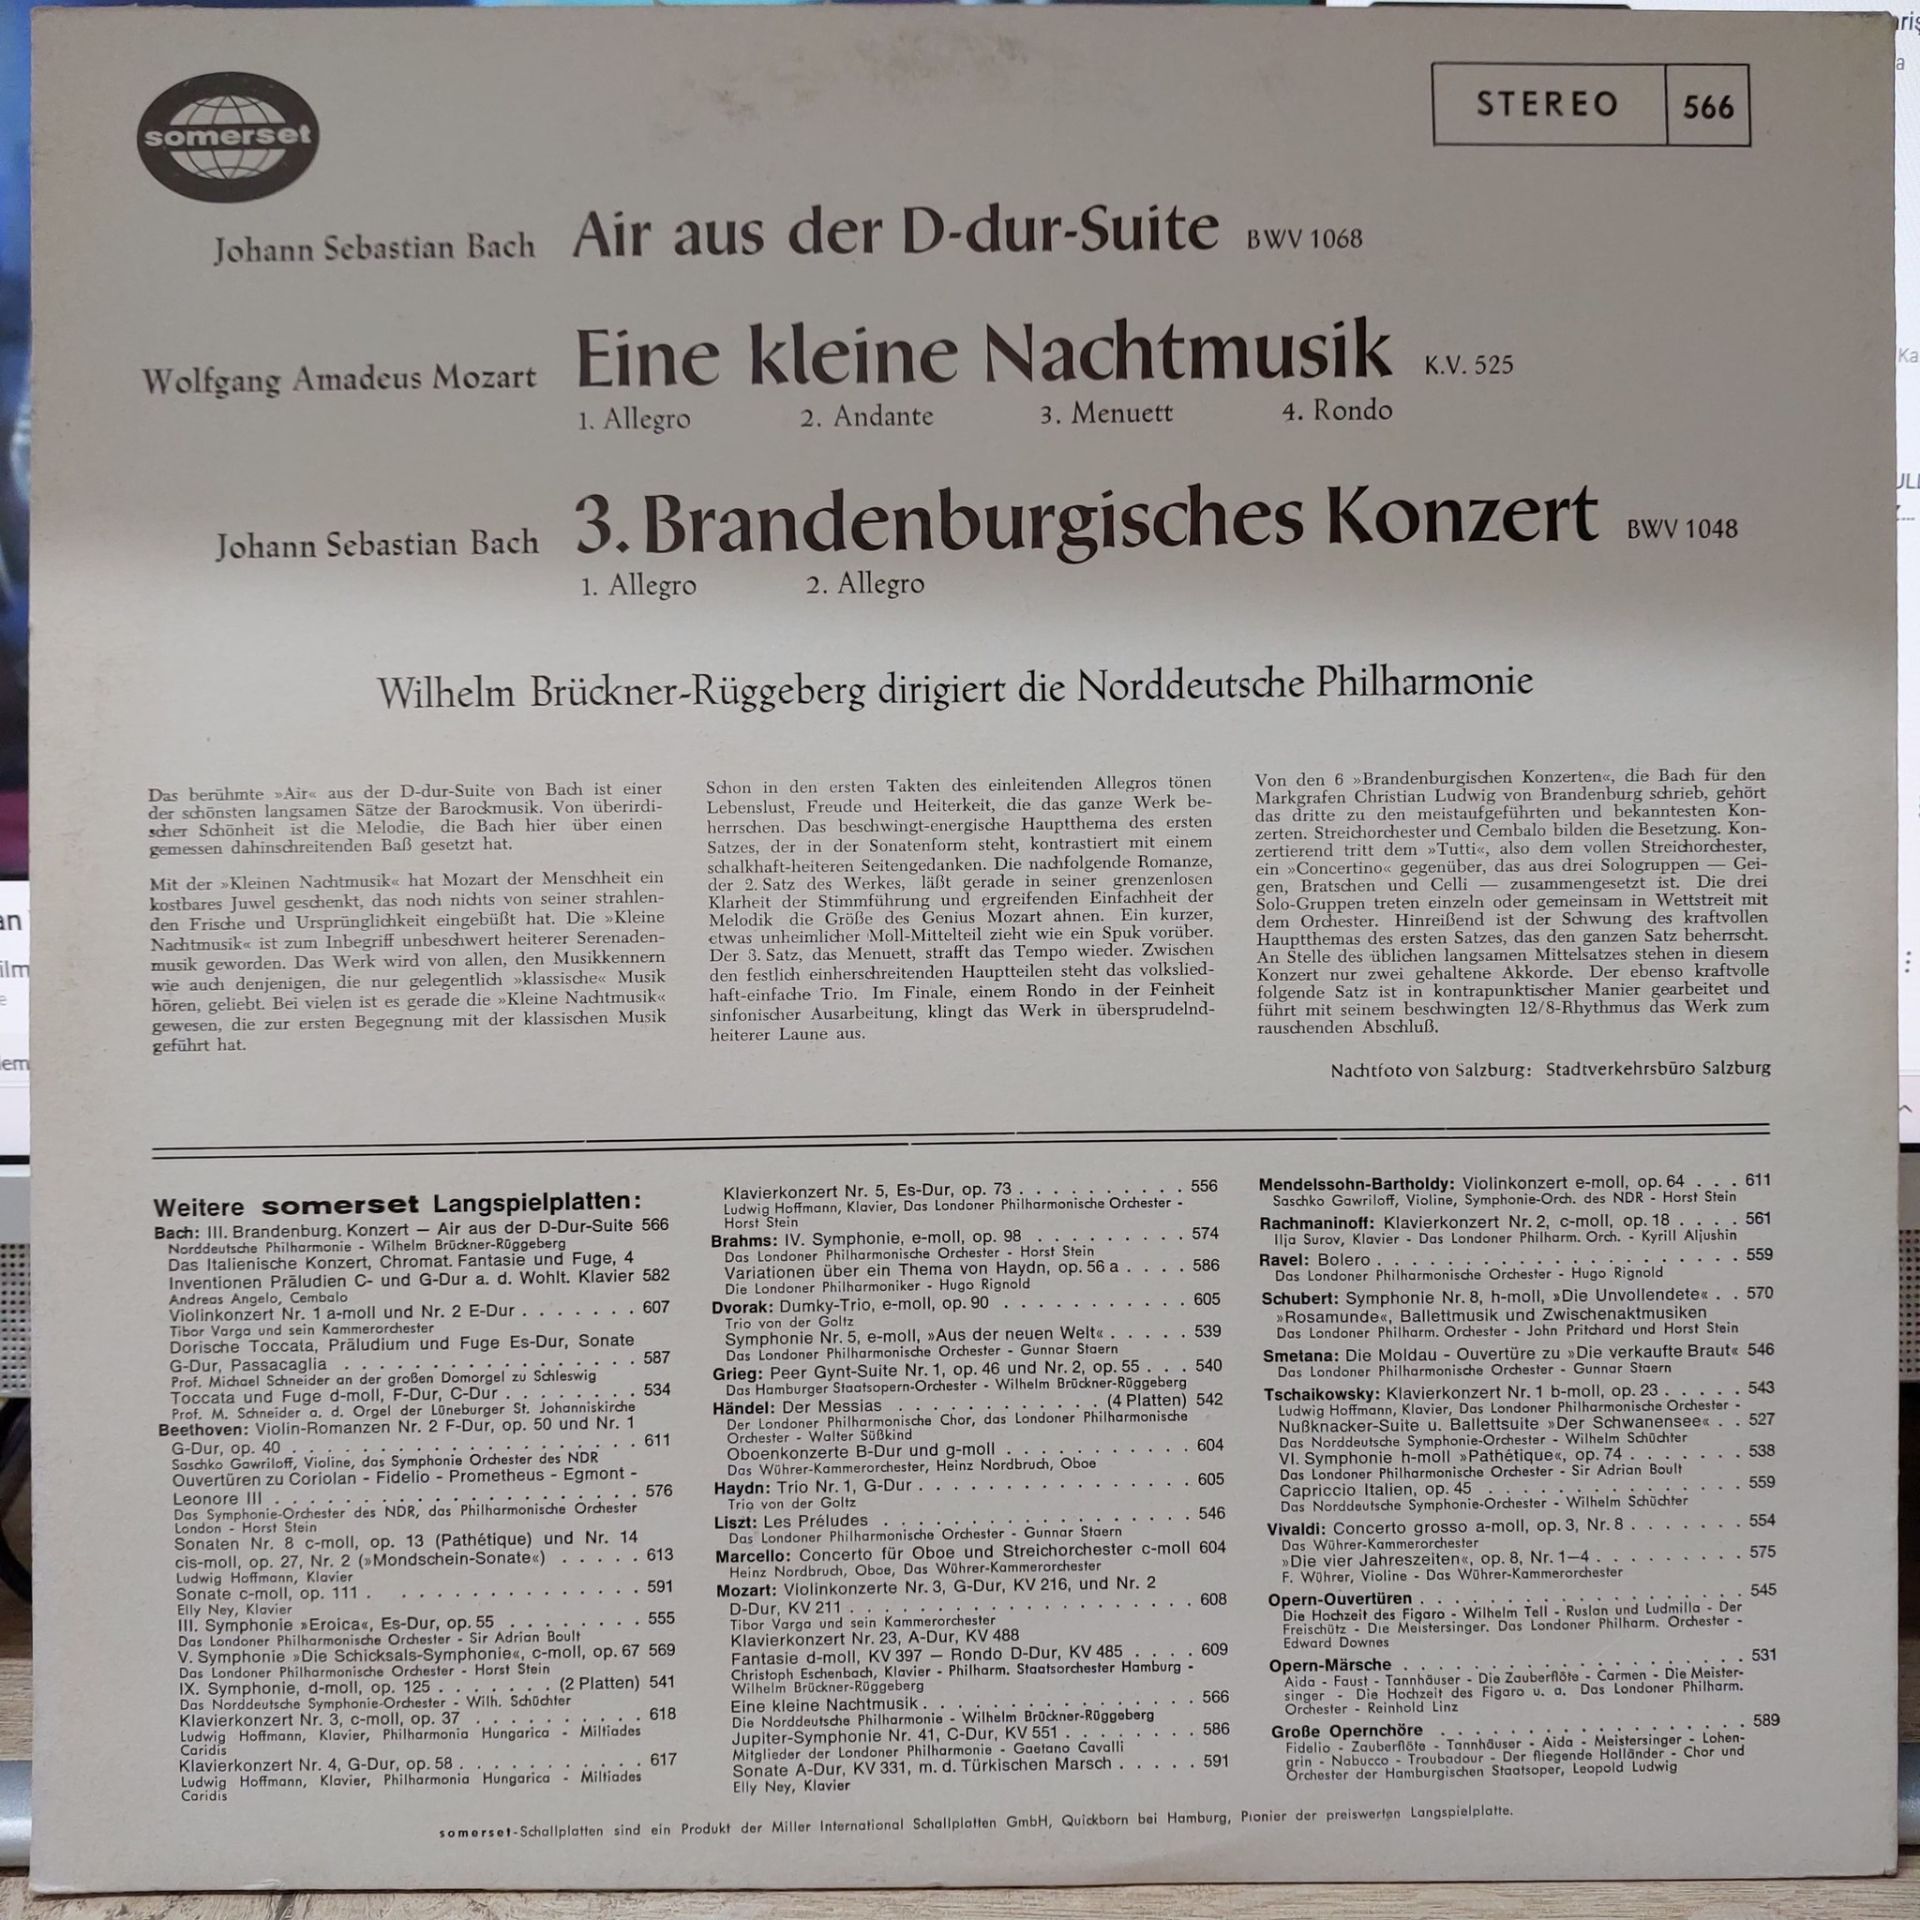 somerset
STEREO 566
Johann Sebastian Bach Air aus der D-dur-Suite BWV 1068
Wolfgang Amadeus Mozart Eine kleine Nachtmusik K.V. 525
1. Allegro 2. Andante 3. Menuett 4. Rondo
Johann Sebastian Bach 3. Brandenburgisches Konzert BWV 1048
1. Allegro 2. Allegro
Wilhelm Brückner-Rüggeberg dirigiert die Norddeutsche Philharmonie
Das berühmte »Air« aus der D-dur-Suite von Bach ist einer
der schönsten langsamen Sätze der Barockmusik. Von überirdi-
scher Schönheit ist die Melodie, die Bach hier über einen
gemessen dahinschreitenden Baß gesetzt hat.
Mit der »Kleinen Nachtmusik« hat Mozart der Menschheit ein
kostbares Juwel geschenkt, das noch nichts von seiner strahlen-
den Frische und Ursprünglichkeit eingebüßt hat. Die »Kleine
Nachtmusik« ist zum Inbegriff unbeschwert heiterer Serenaden-
musik geworden. Das Werk wird von allen, den Musikkennern
wie auch denjenigen, die nur gelegentlich »klassische« Musik
hören, geliebt. Bei vielen ist es gerade die »Kleine Nachtmusik«
gewesen, die zur ersten Begegnung mit der klassischen Musik
geführt hat.
Schon in den ersten Takten des einleitenden Allegros tönen
Lebenslust, Freude und Heiterkeit, die das ganze Werk be-
herrschen. Das beschwingt-energische Hauptthema des ersten
Satzes, der in der Sonatenform steht, kontrastiert mit einem
schalkhaft-heiteren Seitengedanken. Die nachfolgende Romanze,
der 2. Satz des Werkes, läßt gerade in seiner grenzenlosen
Klarheit der Stimmführung und ergreifenden Einfachheit der
Melodik die Größe des Genius Mozart ahnen. Ein kurzer,
etwas unheimlicher Moll-Mittelteil zieht wie ein Spuk vorüber.
Der 3. Satz, das Menuett, strafft das Tempo wieder. Zwischen
den festlich einherschreitenden Hauptteilen steht das volkslied-
haft-einfache Trio. Im Finale, einem Rondo in der Feinheit
sinfonischer Ausarbeitung, klingt das Werk in übersprudelnd-
heiterer Laune aus.
Von den 6 »Brandenburgischen Konzerten«, die Bach für den
Markgrafen Christian Ludwig von Brandenburg schrieb, gehört
das dritte zu den meistaufgeführten und bekanntesten Kon-
zerten. Streichorchester und Cembalo bilden die Besetzung. Kon-
zertierend tritt dem »Tutti«, also dem vollen Streichorchester,
ein »Concertino« gegenüber, das aus drei Sologruppen — Gei-
gen, Bratschen und Celli — zusammengesetzt ist. Die drei
Solo-Gruppen treten einzeln oder gemeinsam in Wettstreit mit
dem Orchester. Hinreißend ist der Schwung des kraftvollen
Hauptthemas des ersten Satzes, das den ganzen Satz beherrscht.
An Stelle des üblichen langsamen Mittelsatzes stehen in diesem
Konzert nur zwei gehaltene Akkorde. Der ebenso kraftvolle
folgende Satz ist in kontrapunktischer Manier gearbeitet und
führt mit seinem beschwingten 12/8-Rhythmus das Werk zum
rauschenden Abschluß.
Nachtfoto von Salzburg: Stadtverkehrsbüro Salzburg
Weitere somerset Langspielplatten:
Bach: III. Brandenburg. Konzert — Air aus der D-Dur-Suite 566
Norddeutsche Philharmonie - Wilhelm Brückner-Rüggeberg
Das Italienische Konzert, Chromat. Fantasie und Fuge, 4
Inventionen Präludien C- und G-Dur a. d. Wohlt. Klavier 582
Andreas Angelo, Cembalo
Violinkonzert Nr. 1 a-moll und Nr. 2 E-Dur . . . . . . . 607
Tibor Varga und sein Kammerorchester
Dorische Toccata, Präludium und Fuge Es-Dur, Sonate
G-Dur, Passacaglia . . . . . . . . . . . . . . . . . 587
Prof. Michael Schneider an der großen Domorgel zu Schleswig
Toccata und Fuge d-moll, F-Dur, C-Dur . . . . . . . . 534
Prof. M. Schneider a. d. Orgel der Lüneburger St. Johanniskirche
Beethoven: Violin-Romanzen Nr. 2 F-Dur, op. 50 und Nr. 1
G-Dur, op. 40 . . . . . . . . . . . . . . . . . . . . 611
Saschko Gawriloff, Violine, das Symphonie Orchester des NDR
Ouvertüren zu Coriolan - Fidelio - Prometheus - Egmont -
Leonore III . . . . . . . . . . . . . . . . . . . . . 576
Das Symphonie-Orchester des NDR, das Philharmonische Orchester
London - Horst Stein
Sonaten Nr. 8 c-moll, op. 13 (Pathétique) und Nr. 14
cis-moll, op. 27, Nr. 2 (»Mondschein-Sonate«) . . . . . 613
Ludwig Hoffmann, Klavier
Sonate c-moll, op. 111 . . . . . . . . . . . . . . . 591
Elly Ney, Klavier
III. Symphonie »Eroica«, Es-Dur, op. 55 . . . . . . . . 555
Das Londoner Philharmonische Orchester - Sir Adrian Boult
V. Symphonie »Die Schicksals-Symphonie«, c-moll, op. 67 569
Das Londoner Philharmonische Orchester - Horst Stein
IX. Symphonie, d-moll, op. 125 . . . . . . . (2 Platten) 541
Das Norddeutsche Symphonie-Orchester - Wilh. Schüchter
Klavierkonzert Nr. 3, c-moll, op. 37 . . . . . . . . . . 618
Ludwig Hoffmann, Klavier, Philharmonia Hungarica - Miltiades
Caridis
Klavierkonzert Nr. 4, G-Dur, op. 58 . . . . . . . . . . . 617
Ludwig Hoffmann, Klavier, Philharmonia Hungarica - Miltiades
Caridis
Klavierkonzert Nr. 5, Es-Dur, op. 73 . . . . . . . . . . 556
Ludwig Hoffmann, Klavier, Das Londoner Philharmonische Orchester -
Horst Stein
Brahms: IV. Symphonie, e-moll, op. 98 . . . . . . . . . . 574
Das Londoner Philharmonische Orchester - Horst Stein
Variationen über ein Thema von Haydn, op. 56 a . . . . 586
Die Londoner Philharmoniker - Hugo Rignold
Dvorak: Dumky-Trio, e-moll, op. 90 . . . . . . . . . . . 605
Trio von der Goltz
Symphonie Nr. 5, e-moll, »Aus der neuen Welt« . . . . . 539
Das Londoner Philharmonische Orchester - Gunnar Staern
Grieg: Peer Gynt-Suite Nr. 1, op. 46 und Nr. 2, op. 55 . . . 540
Das Hamburger Staatsopern-Orchester - Wilhelm Brückner-Rüggeberg
Händel: Der Messias . . . . . . . . . . . . (4 Platten) 542
Der Londoner Philharmonische Chor, das Londoner Philharmonische
Orchester - Walter Süßkind
Oboenkonzerte B-Dur und g-moll . . . . . . . . . . . 604
Das Wührer-Kammerorchester, Heinz Nordbruch, Oboe
Haydn: Trio Nr. 1, G-Dur . . . . . . . . . . . . . . . . 605
Trio von der Goltz
Liszt: Les Préludes . . . . . . . . . . . . . . . . . . 546
Das Londoner Philharmonische Orchester - Gunnar Staern
Marcello: Concerto für Oboe und Streichorchester c-moll 604
Heinz Nordbruch, Oboe, Das Wührer-Kammerorchester
Mozart: Violinkonzerte Nr. 3, G-Dur, KV 216, und Nr. 2
D-Dur, KV 211 . . . . . . . . . . . . . . . . . . . . 608
Tibor Varga und sein Kammerorchester
Klavierkonzert Nr. 23, A-Dur, KV 488
Fantasie d-moll, KV 397 — Rondo D-Dur, KV 485 . . . . 609
Christoph Eschenbach, Klavier - Philharm. Staatsorchester Hamburg -
Wilhelm Brückner-Rüggeberg
Eine kleine Nachtmusik . . . . . . . . . . . . . . . . 566
Die Norddeutsche Philharmonie - Wilhelm Brückner-Rüggeberg
Jupiter-Symphonie Nr. 41, C-Dur, KV 551 . . . . . . . . 586
Mitglieder der Londoner Philharmonie - Gaetano Cavalli
Sonate A-Dur, KV 331, m. d. Türkischen Marsch . . . . . 591
Elly Ney, Klavier
Mendelssohn-Bartholdy: Violinkonzert e-moll, op. 64 . . . 611
Saschko Gawriloff, Violine, Symphonie-Orch. des NDR - Horst Stein
Rachmaninoff: Klavierkonzert Nr. 2, c-moll, op. 18 . . . . 561
Ilja Surov, Klavier - Das Londoner Philharm. Orch. - Kyrill Aljushin
Ravel: Bolero . . . . . . . . . . . . . . . . . . . . . 559
Das Londoner Philharmonische Orchester - Hugo Rignold
Schubert: Symphonie Nr. 8, h-moll, »Die Unvollendete« . . 570
»Rosamunde«, Ballettmusik und Zwischenaktmusiken
Das Londoner Philharm. Orchester - John Pritchard und Horst Stein
Smetana: Die Moldau - Ouvertüre zu »Die verkaufte Braut« 546
Das Londoner Philharmonische Orchester - Gunnar Staern
Tschaikowsky: Klavierkonzert Nr. 1 b-moll, op. 23 . . . . . 543
Ludwig Hoffmann, Klavier, Das Londoner Philharmonische Orchester -
Nußknacker-Suite u. Ballettsuite »Der Schwanensee« . . 527
Das Norddeutsche Symphonie-Orchester - Wilhelm Schüchter
VI. Symphonie h-moll »Pathétique«, op. 74 . . . . . . . 538
Das Londoner Philharmonische Orchester - Sir Adrian Boult
Capriccio Italien, op. 45 . . . . . . . . . . . . . . . 559
Das Norddeutsche Symphonie-Orchester - Wilhelm Schüchter
Vivaldi: Concerto grosso a-moll, op. 3, Nr. 8 . . . . . . . 554
Das Wührer-Kammerorchester
»Die vier Jahreszeiten«, op. 8, Nr. 1—4 . . . . . . . . . 575
F. Wührer, Violine - Das Wührer-Kammerorchester
Opern-Ouvertüren . . . . . . . . . . . . . . . . . . . 545
Die Hochzeit des Figaro - Wilhelm Tell - Ruslan und Ludmilla - Der
Freischütz - Die Meistersinger. Das Londoner Philharm. Orchester -
Edward Downes
Opern-Märsche . . . . . . . . . . . . . . . . . . . . 531
Aida - Faust - Tannhäuser - Die Zauberflöte - Carmen - Die Meister-
singer - Die Hochzeit des Figaro u. a. Das Londoner Philharm.
Orchester - Reinhold Linz
Große Opernchöre . . . . . . . . . . . . . . . . . . 589
Fidelio - Zauberflöte - Tannhäuser - Aida - Meistersinger - Lohen-
grin - Nabucco - Troubadour - Der fliegende Holländer - Chor und
Orchester der Hamburgischen Staatsoper, Leopold Ludwig
somerset-Schallplatten sind ein Produkt der Miller International Schallplatten GmbH, Quickborn bei Hamburg, Pionier der preiswerten Langspielplatte.